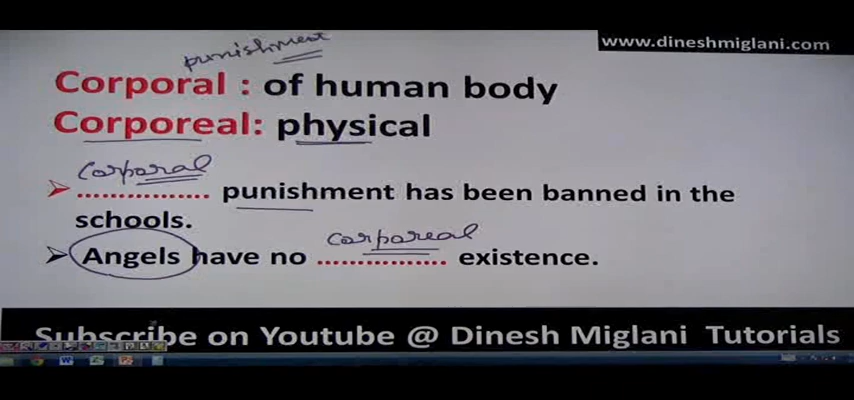 www.dineshmiglani.com
punishment
Corporal : of human body
Corporeal: physical
corporal
................ punishment has been banned in the
schools.
corporeal
Angels have no ................ existence.
Subscribe on Youtube @ Dinesh Miglani Tutorials